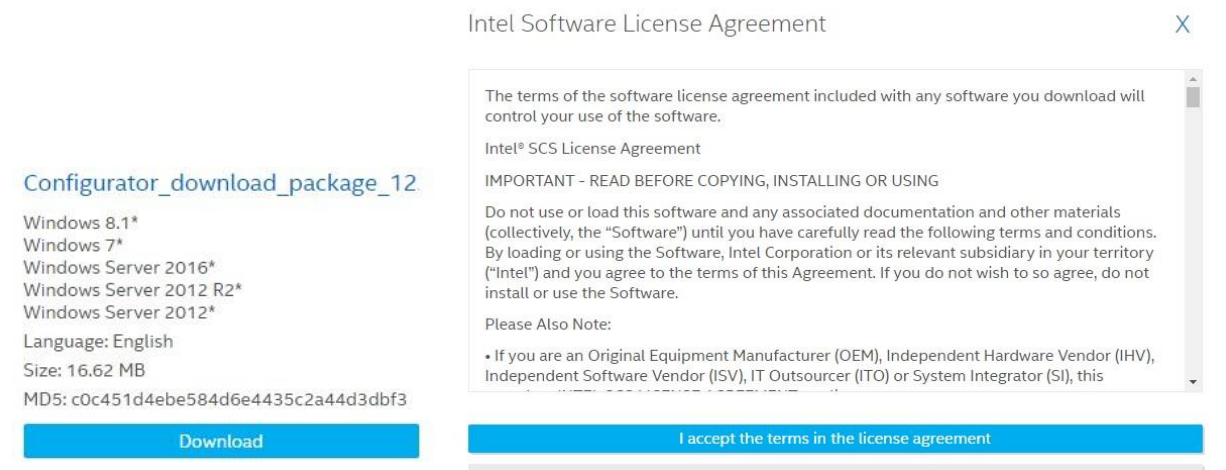 Intel Software License Agreement
X
The terms of the software license agreement included with any software you download will
control your use of the software.
Intel® SCS License Agreement
IMPORTANT - READ BEFORE COPYING, INSTALLING OR USING
Do not use or load this software and any associated documentation and other materials
(collectively, the “Software”) until you have carefully read the following terms and conditions.
By loading or using the Software, Intel Corporation or its relevant subsidiary in your territory
(“Intel”) and you agree to the terms of this Agreement. If you do not wish to so agree, do not
install or use the Software.
Please Also Note:
• If you are an Original Equipment Manufacturer (OEM), Independent Hardware Vendor (IHV),
Independent Software Vendor (ISV), IT Outsourcer (ITO) or System Integrator (SI), this
I accept the terms in the license agreement
Configurator_download_package_12.
Windows 8.1*
Windows 7*
Windows Server 2016*
Windows Server 2012 R2*
Windows Server 2012*
Language: English
Size: 16.62 MB
MD5: c0c451d4ebe584d6e4435c2a44d3dbf3
Download